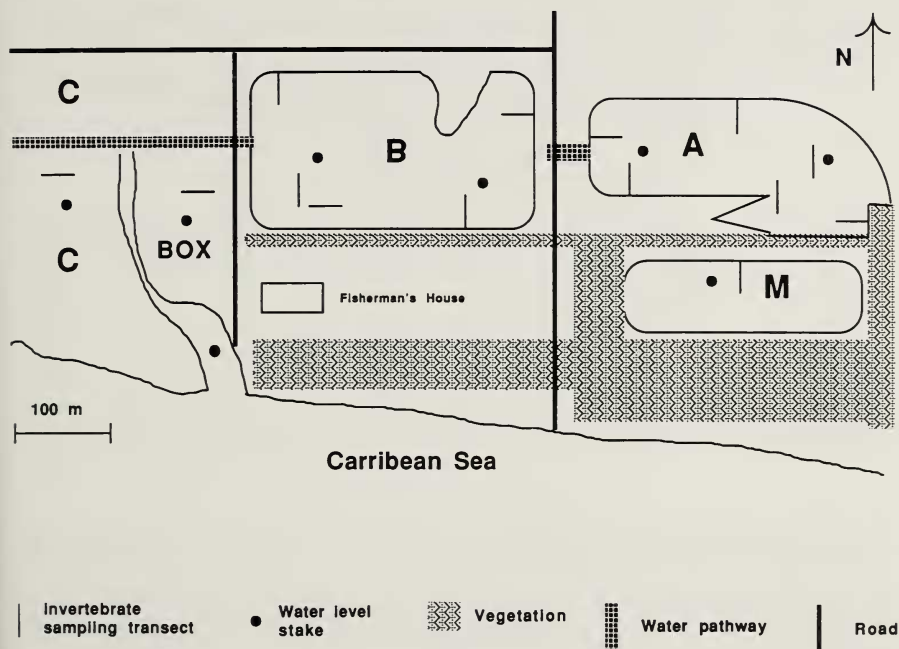 N
C
B
A
C
BOX
M
Fisherman's House
100 m
Carribean Sea
Invertebrate
sampling transect
Water level
stake
Vegetation
Water pathway
Road